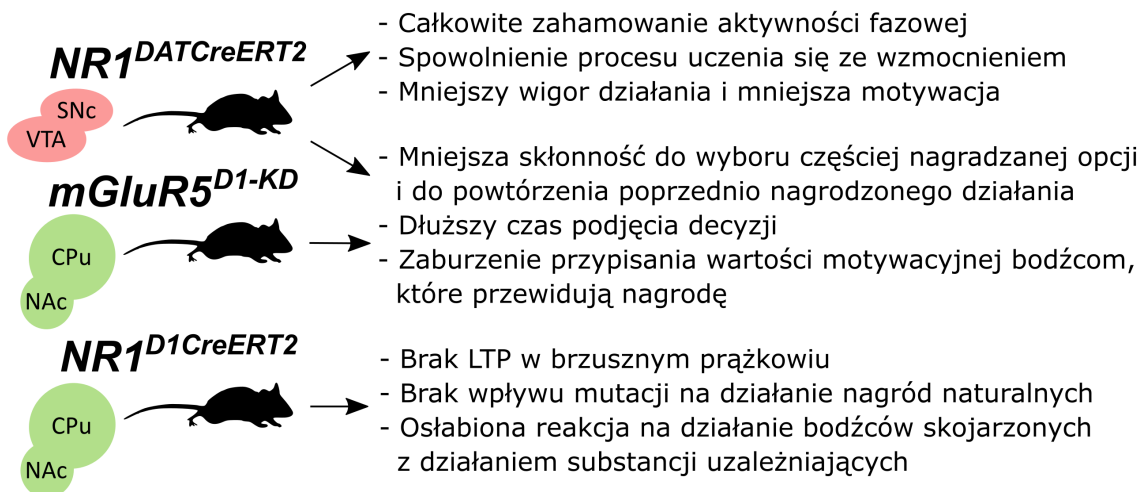 NR1DATCreERT2
SNc
VTA
- Całkowite zahamowanie aktywności fazowej
- Spowolnienie procesu uczenia się ze wzmocnieniem
- Mniejszy wigor działania i mniejsza motywacja
- Mniejsza skłonność do wyboru częściej nagradzanej opcji
i do powtórzenia poprzednio nagrodzonego działania
- Dłuższy czas podjęcia decyzji
- Zaburzenie przypisania wartości motywacyjnej bodźcom,
które przewidują nagrodę
mGluR5D1-KD
CPu
NAc
NR1D1CreERT2
CPu
NAc
- Brak LTP w brzusznym prążkowiu
- Brak wpływu mutacji na działanie nagród naturalnych
- Osłabiona reakcja na działanie bodźców skojarzonych
z działaniem substancji uzależniających